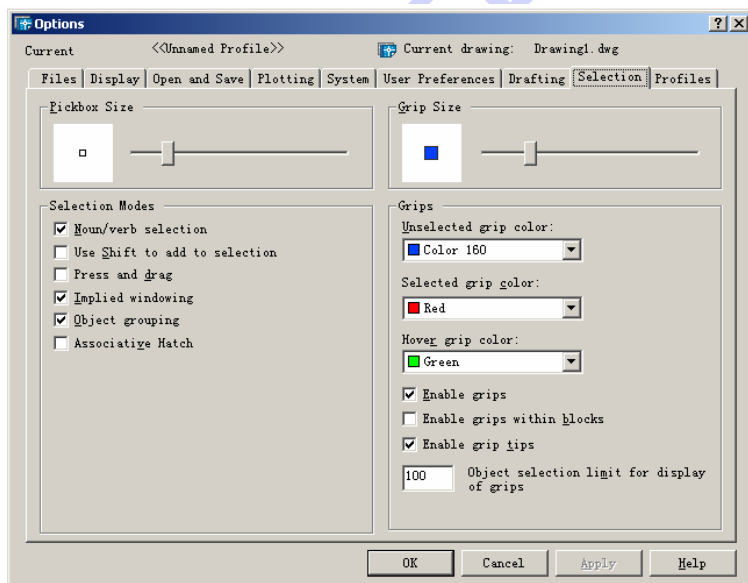 Options
Current <<Unnamed Profile>> Current drawing: Drawing1.dwg
Files Display Open and Save Plotting System User Preferences Drafting Selection Profiles
Pickbox Size
Grip Size
Selection Modes
Noun/verb selection
Use Shift to add to selection
Press and drag
Implied windowing
Object grouping
Associative Hatch
Grips
Unselected grip color:
Color 160
Selected grip color:
Red
Hover grip color:
Green
Enable grips
Enable grips within blocks
Enable grip tips
100 Object selection limit for display
of grips
OK Cancel Apply Help